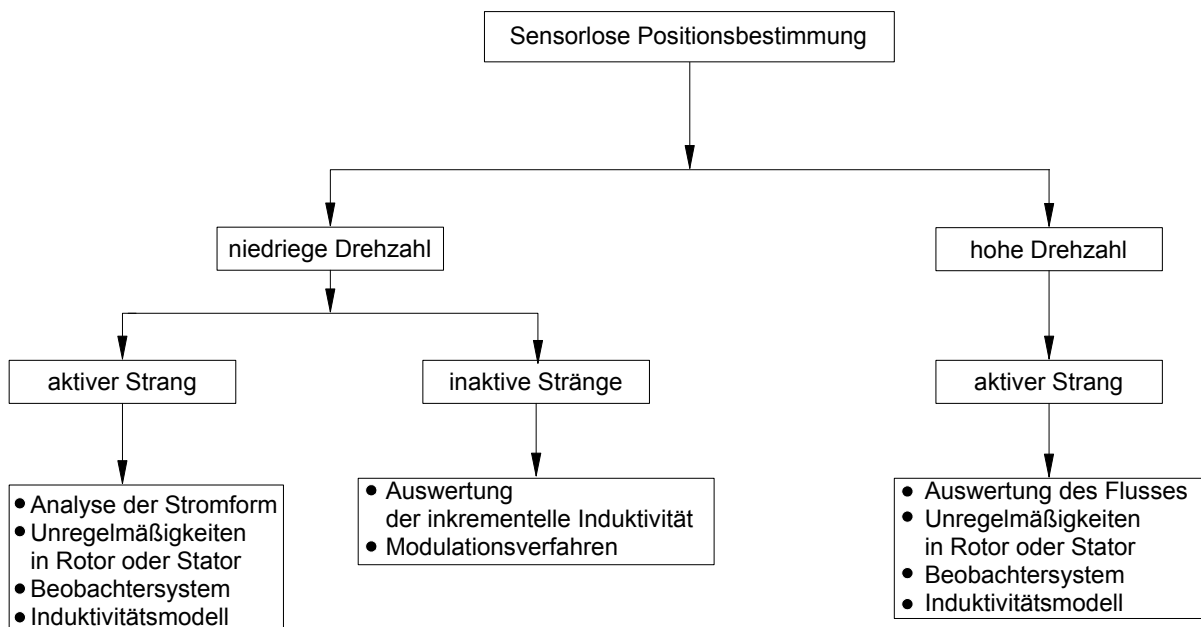 Sensorlose Positionsbestimmung
niedriege Drehzahl
hohe Drehzahl
aktiver Strang
inaktive Stränge
aktiver Strang
• Analyse der Stromform
• Unregelmäßigkeiten
in Rotor oder Stator
• Beobachtersystem
• Induktivitätsmodell
• Auswertung
der inkrementelle Induktivität
• Modulationsverfahren
• Auswertung des Flusses
• Unregelmäßigkeiten
in Rotor oder Stator
• Beobachtersystem
• Induktivitätsmodell